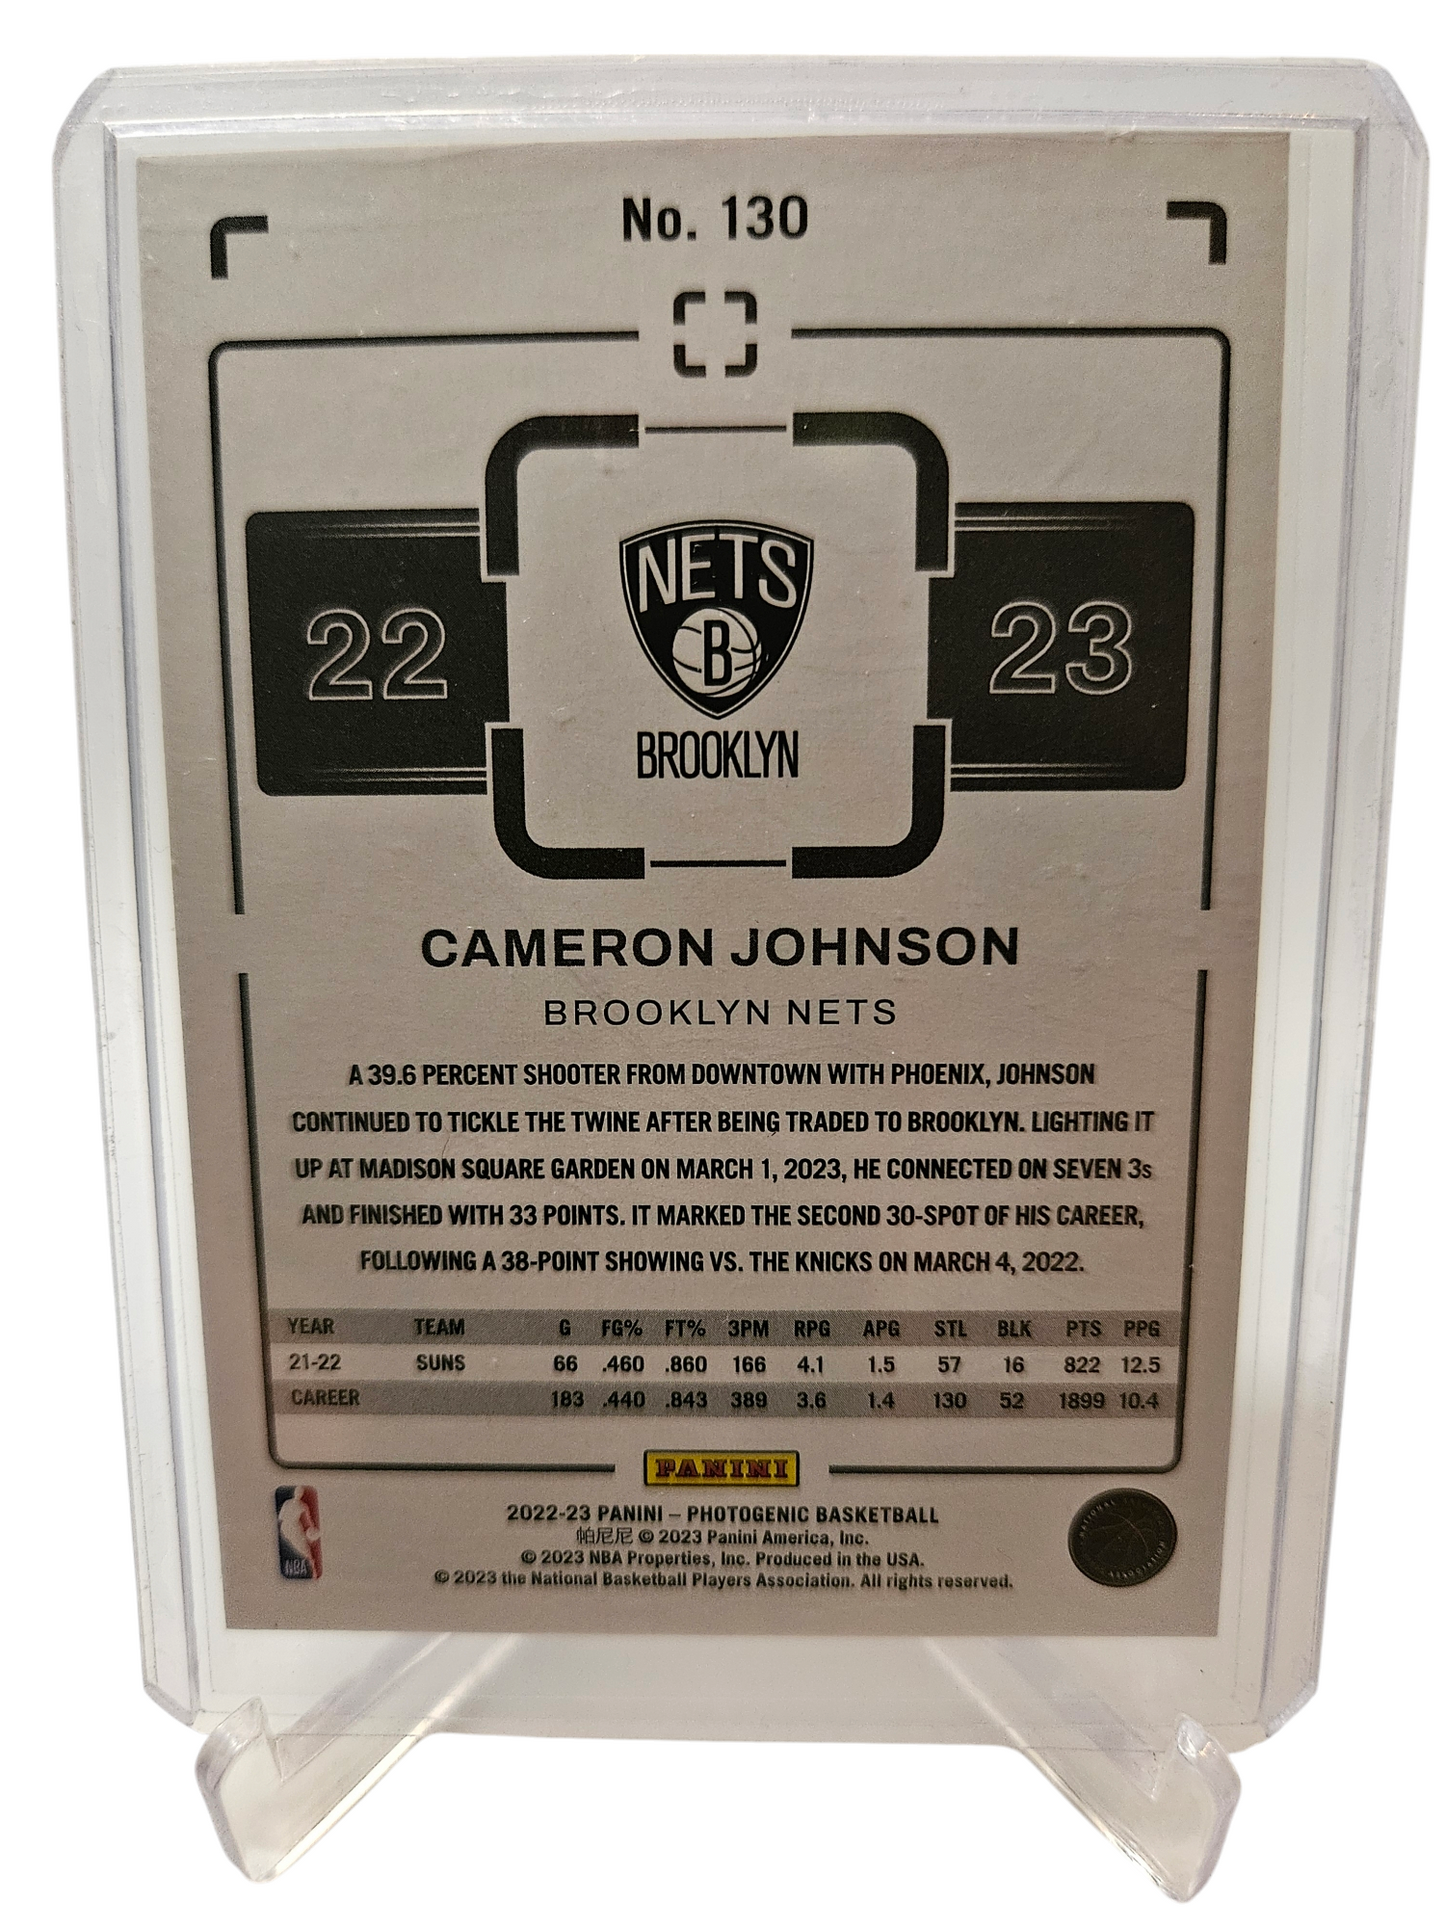 No. 130
22
NETS
B
BROOKLYN
23
CAMERON JOHNSON
BROOKLYN NETS
A 39.6 PERCENT SHOOTER FROM DOWNTOWN WITH PHOENIX, JOHNSON
CONTINUED TO TICKLE THE TWINE AFTER BEING TRADED TO BROOKLYN. LIGHTING IT
UP AT MADISON SQUARE GARDEN ON MARCH 1, 2023, HE CONNECTED ON SEVEN 3s
AND FINISHED WITH 33 POINTS. IT MARKED THE SECOND 30-SPOT OF HIS CAREER,
FOLLOWING A 38-POINT SHOWING VS. THE KNICKS ON MARCH 4, 2022.
YEAR TEAM G FG% FT% 3PM RPG APG STL BLK PTS PPG
21-22 SUNS 66 .460 .860 166 4.1 1.5 57 16 822 12.5
CAREER 183 .440 .843 389 3.6 1.4 130 52 1899 10.4
PANINI
2022-23 PANINI – PHOTOGENIC BASKETBALL
帕尼尼 © 2023 Panini America, Inc.
© 2023 NBA Properties, Inc. Produced in the USA.
© 2023 the National Basketball Players Association. All rights reserved.
NBA